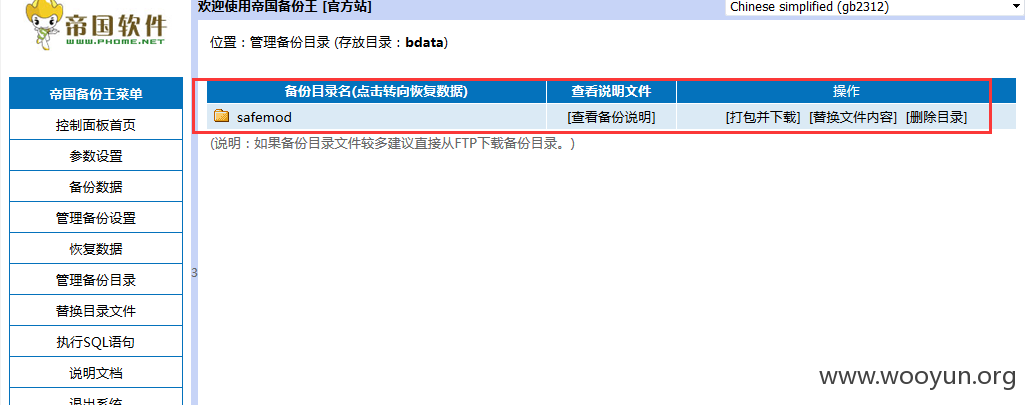 帝国软件
WWW.PHOME.NET
欢迎使用帝国备份王 [官方站]
Chinese simplified (gb2312)
位置：管理备份目录 (存放目录：bdata)
帝国备份王菜单
控制面板首页
参数设置
备份数据
管理备份设置
恢复数据
管理备份目录
替换目录文件
执行SQL语句
说明文档
退出系统
备份目录名(点击转向恢复数据) 查看说明文件 操作
safemod [查看备份说明] [打包并下载] [替换文件内容] [删除目录]
(说明：如果备份目录文件较多建议直接从FTP下载备份目录。)
3
www.wooyun.org